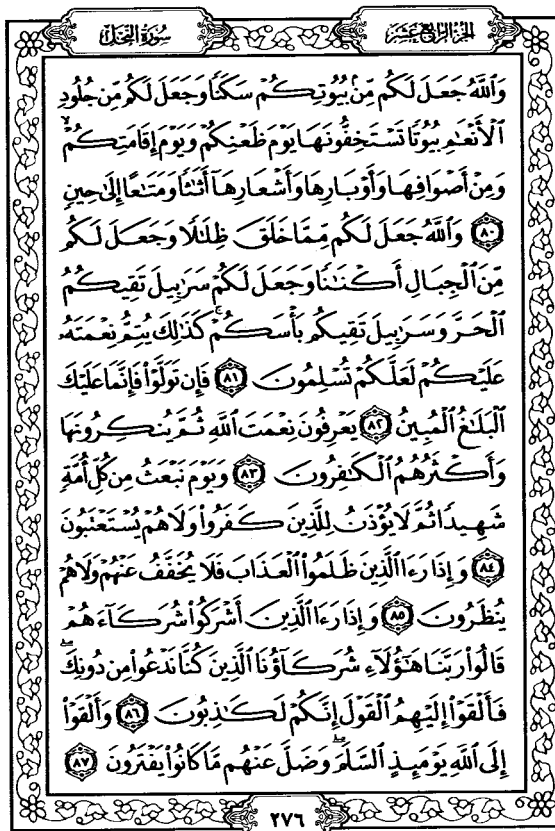 سُورَةُ النَّحْلِ
الجُزْءُ الرَّابِعَ عَشَرَ
وَٱللَّهُ جَعَلَ لَكُم مِّنۢ بُيُوتِكُمْ سَكَنًا وَجَعَلَ لَكُم مِّن جُلُودِ
ٱلْأَنْعَٰمِ بُيُوتًا تَسْتَخِفُّونَهَا يَوْمَ ظَعْنِكُمْ وَيَوْمَ إِقَامَتِكُمْ ۙ
وَمِنْ أَصْوَافِهَا وَأَوْبَارِهَا وَأَشْعَارِهَآ أَثَٰثًا وَمَتَٰعًا إِلَىٰ حِينٍ
٨٠ وَٱللَّهُ جَعَلَ لَكُم مِّمَّا خَلَقَ ظِلَٰلًا وَجَعَلَ لَكُم
مِّنَ ٱلْجِبَالِ أَكْنَٰنًا وَجَعَلَ لَكُمْ سَرَٰبِيلَ تَقِيكُمُ
ٱلْحَرَّ وَسَرَٰبِيلَ تَقِيكُم بَأْسَكُمْ ۚ كَذَٰلِكَ يُتِمُّ نِعْمَتَهُۥ
عَلَيْكُمْ لَعَلَّكُمْ تُسْلِمُونَ ٨١ فَإِن تَوَلَّوْا۟ فَإِنَّمَا عَلَيْكَ
ٱلْبَلَٰغُ ٱلْمُبِينُ ٨٢ يَعْرِفُونَ نِعْمَتَ ٱللَّهِ ثُمَّ يُنكِرُونَهَا
وَأَكْثَرُهُمُ ٱلْكَٰفِرُونَ ٨٣ وَيَوْمَ نَبْعَثُ مِن كُلِّ أُمَّةٍ
شَهِيدًا ثُمَّ لَا يُؤْذَنُ لِلَّذِينَ كَفَرُوا۟ وَلَا هُمْ يُسْتَعْتَبُونَ
٨٤ وَإِذَا رَءَا ٱلَّذِينَ ظَلَمُوا۟ ٱلْعَذَابَ فَلَا يُخَفَّفُ عَنْهُمْ وَلَا هُمْ
يُنظَرُونَ ٨٥ وَإِذَا رَءَا ٱلَّذِينَ أَشْرَكُوا۟ شُرَكَآءَهُمْ
قَالُوا۟ رَبَّنَا هَٰٓؤُلَآءِ شُرَكَآؤُنَا ٱلَّذِينَ كُنَّا نَدْعُوا۟ مِن دُونِكَ ۖ
فَأَلْقَوْا۟ إِلَيْهِمُ ٱلْقَوْلَ إِنَّكُمْ لَكَٰذِبُونَ ٨٦ وَأَلْقَوْا۟
إِلَى ٱللَّهِ يَوْمَئِذٍ ٱلسَّلَمَ ۖ وَضَلَّ عَنْهُم مَّا كَانُوا۟ يَفْتَرُونَ ٨٧
٢٧٦